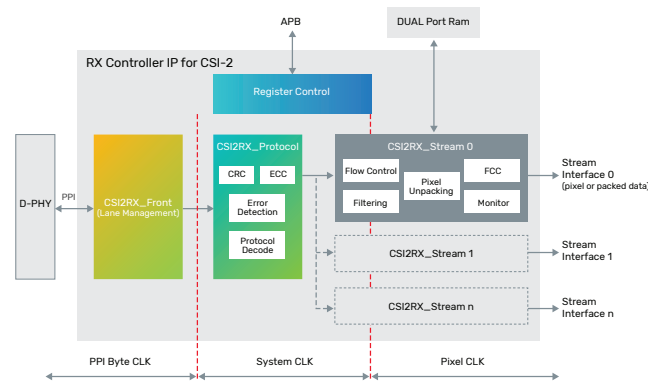 APB
DUAL Port Ram
RX Controller IP for CSI-2
Register Control
D-PHY
PPI
CSI2RX_Front
(Lane Management)
CSI2RX_Protocol
CRC
ECC
Error
Detection
Protocol
Decode
CSI2RX_Stream 0
Flow Control
Filtering
Pixel
Unpacking
FCC
Monitor
Stream
Interface 0
(pixel or packed data)
CSI2RX_Stream 1
Stream
Interface 1
CSI2RX_Stream n
Stream
Interface n
PPI Byte CLK
System CLK
Pixel CLK